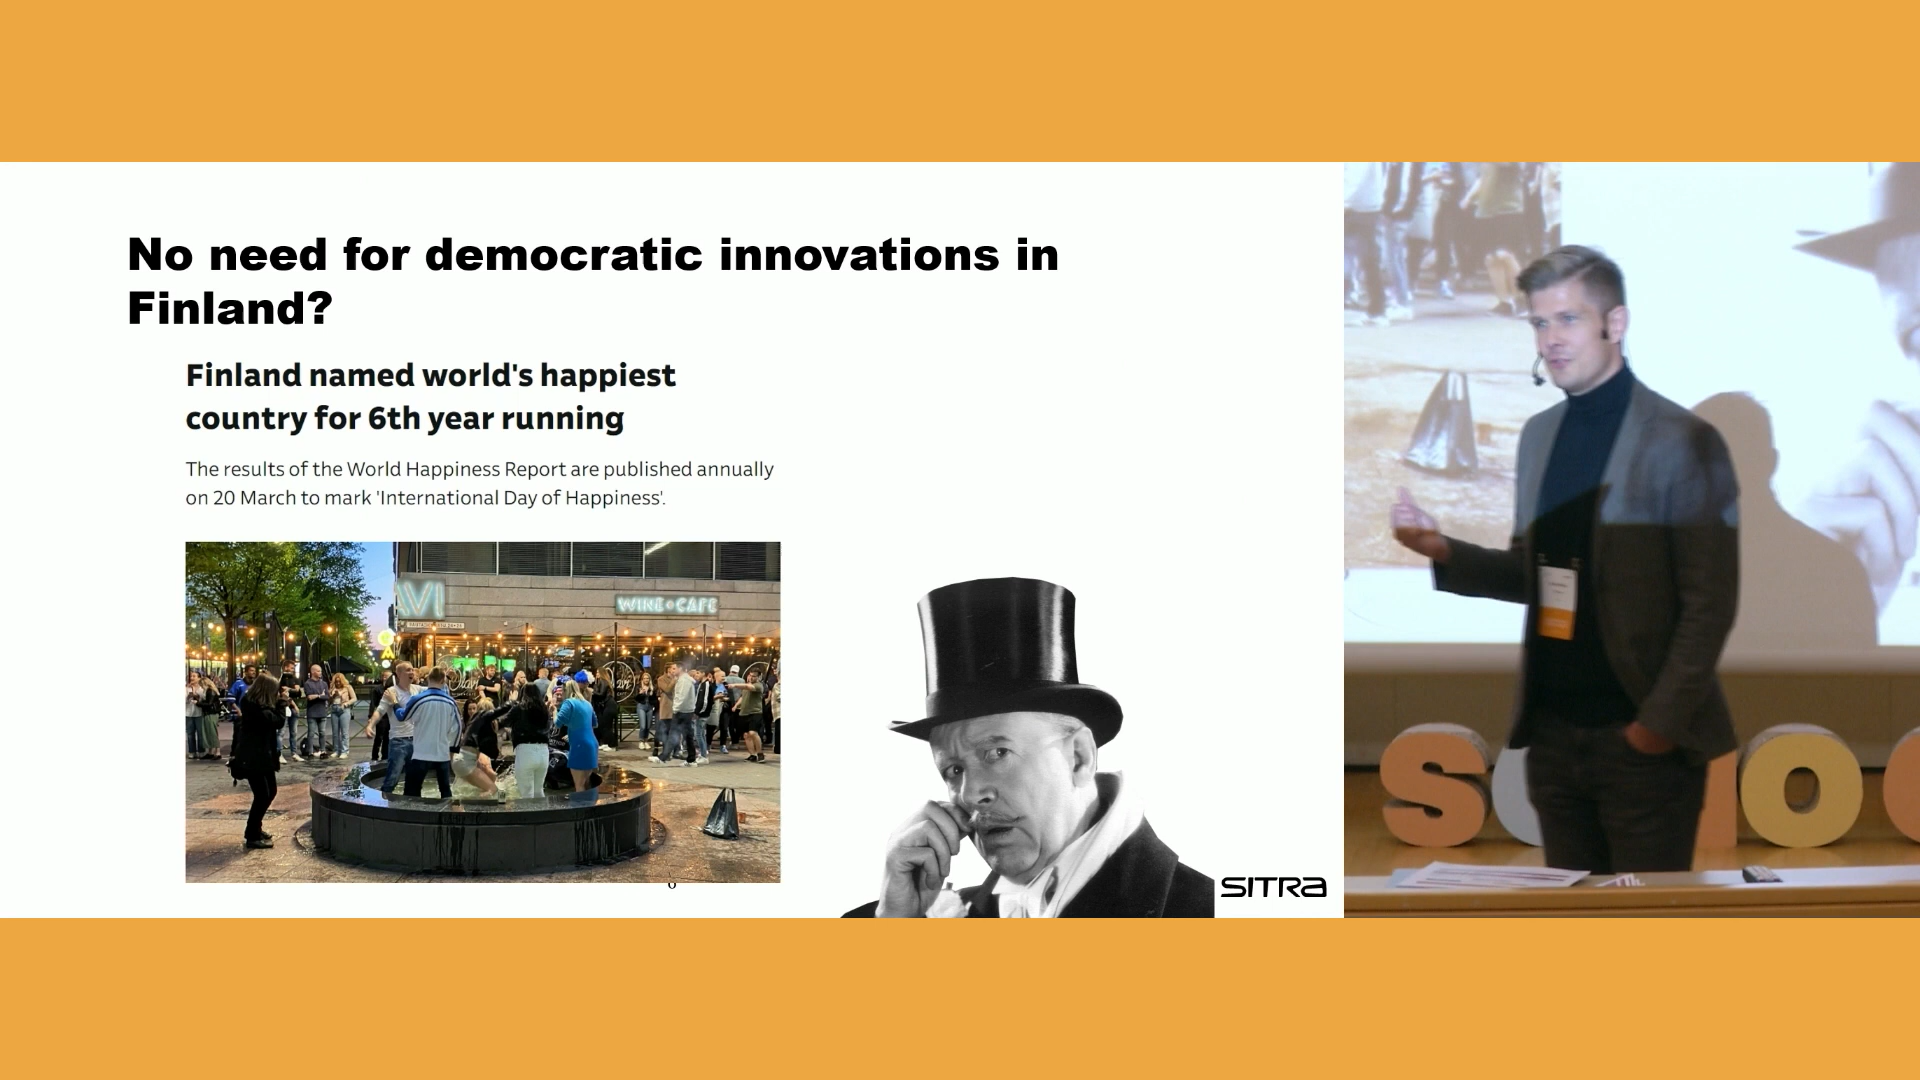 No need for democratic innovations in
Finland?
Finland named world's happiest
country for 6th year running
The results of the World Happiness Report are published annually
on 20 March to mark 'International Day of Happiness'.
AVI
WINE CAFE
6
SITRA
S
O